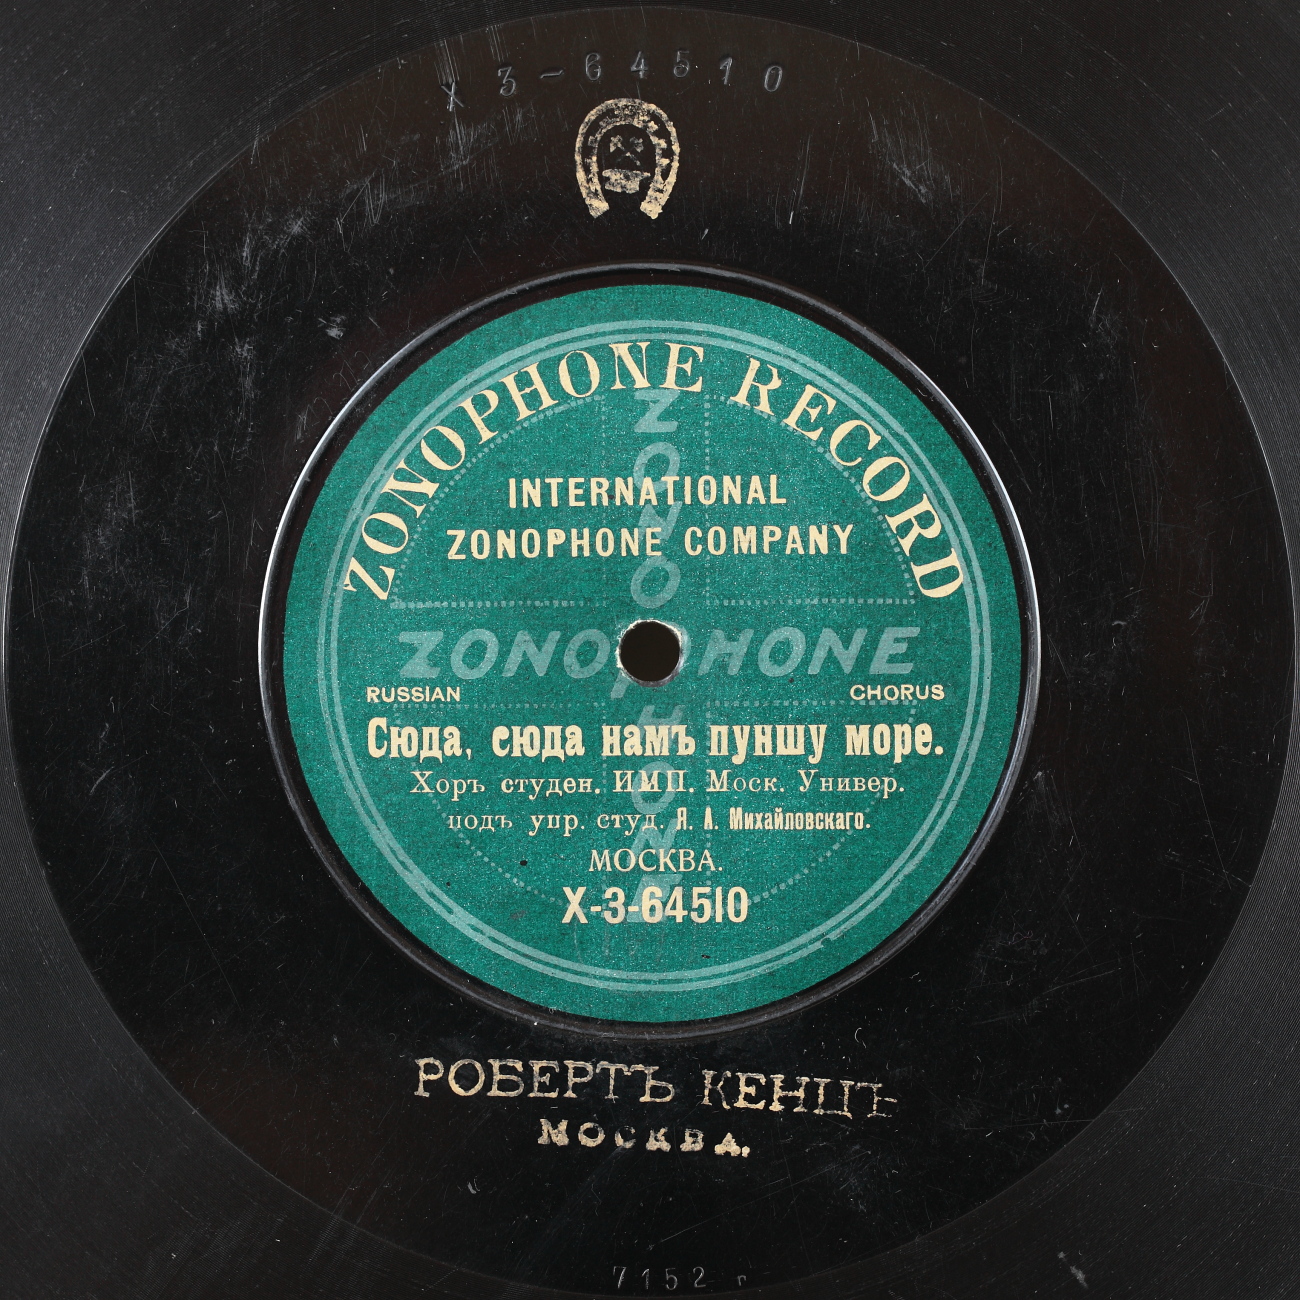 X 3-64510
ZONOPHONE RECORD
ZONOPHONE
INTERNATIONAL
ZONOPHONE COMPANY
ZONOPHONE
RUSSIAN CHORUS
Сюда, сюда намъ пуншу море.
Хоръ студен. ИМП. Моск. Универ.
подъ упр. студ. Я. А. Михайловскаго.
МОСКВА.
X-3-64510
РОБЕРТЪ КЕНЦЪ
МОСКВА.
7152 r